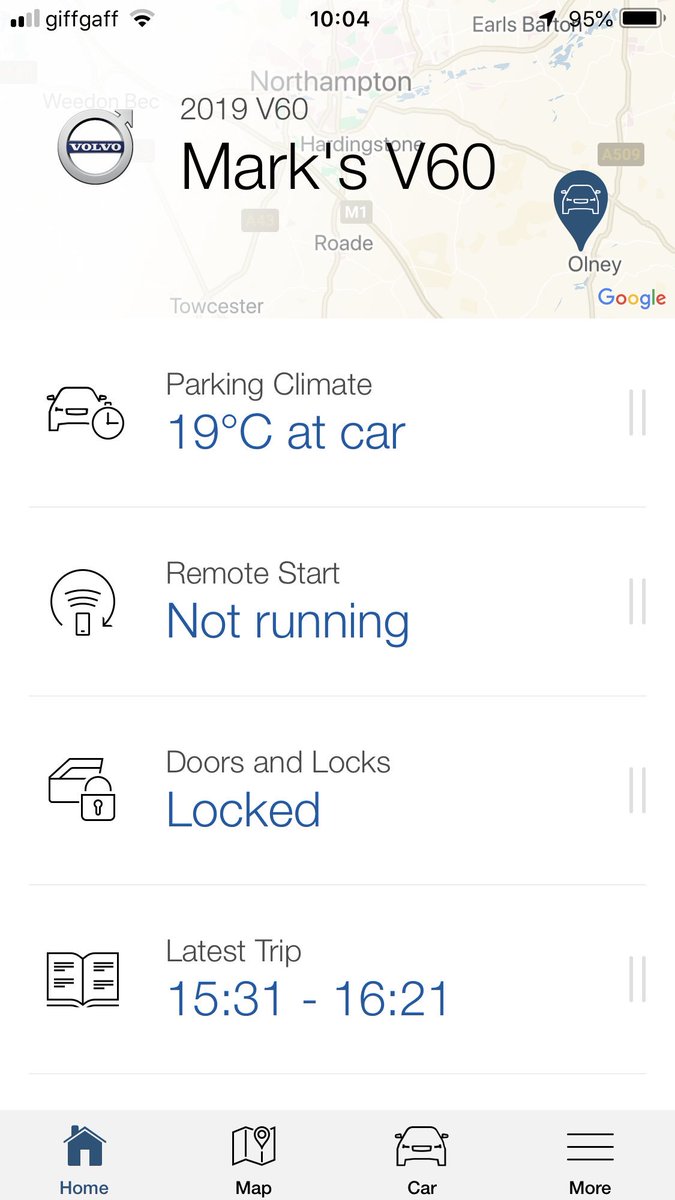 giffgaff 10:04 95%
Earls Barton
Northampton
Weedon Bec
2019 V60
VOLVO
Hardingstone
Mark's V60
A509
A43
M1
Roade
Olney
Towcester
Google
Parking Climate
19°C at car
Remote Start
Not running
Doors and Locks
Locked
Latest Trip
15:31 - 16:21
Home Map Car More